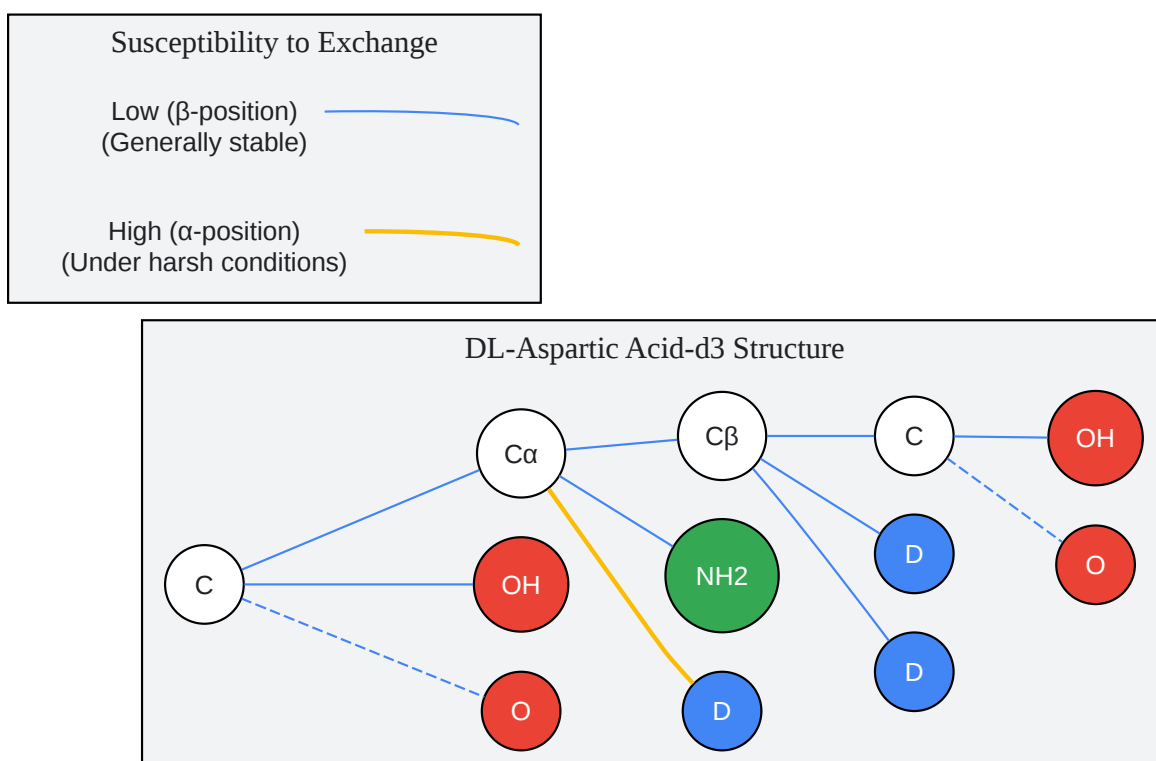 Susceptibility to Exchange
Low (β-position)
(Generally stable)
High (α-position)
(Under harsh conditions)
DL-Aspartic Acid-d3 Structure
C
Cα
Cβ
C
OH
OH
NH2
D
O
O
D
D
C